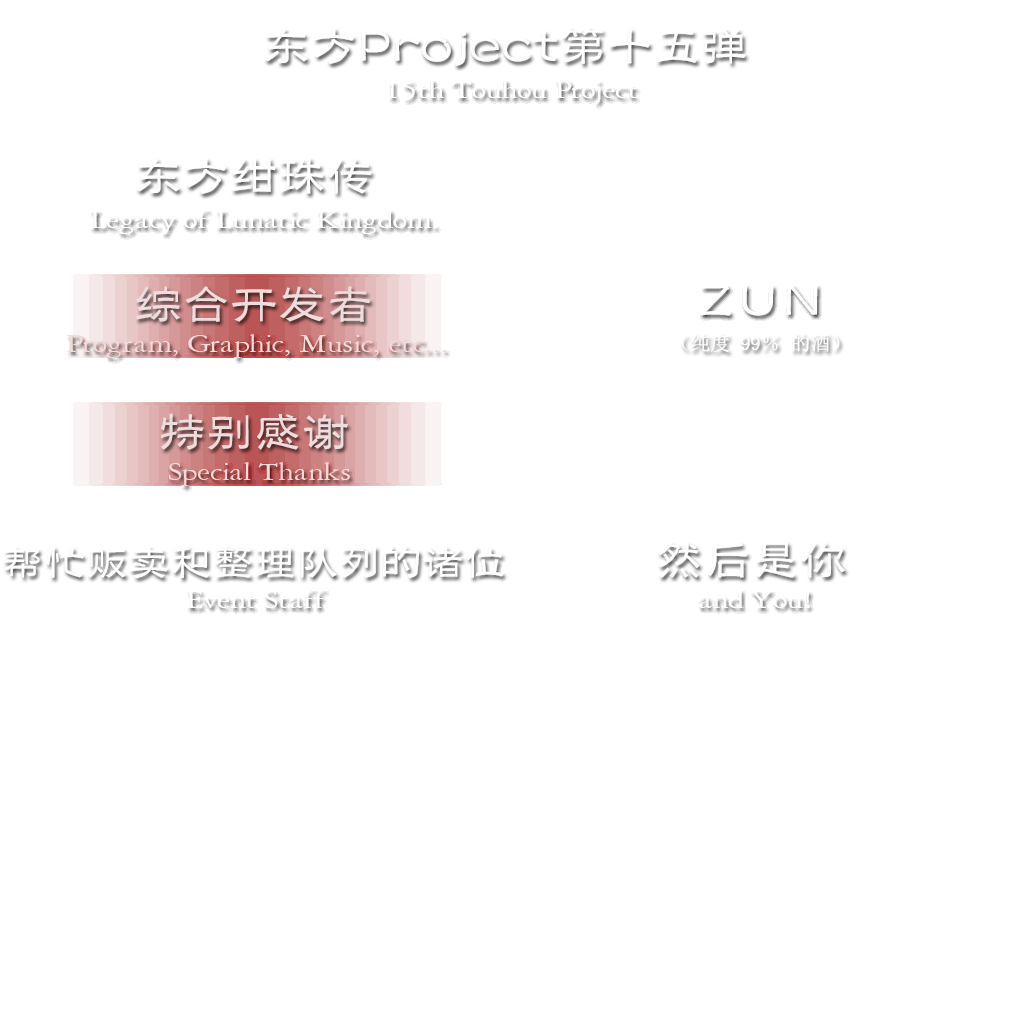 东方Project第十五弹
15th Touhou Project
东方绀珠传
Legacy of Lunatic Kingdom.
综合开发者
Program, Graphic, Music, etc...
ZUN
（纯度 99% 的酒）
特别感谢
Special Thanks
帮忙贩卖和整理队列的诸位
Event Staff
然后是你
and You!